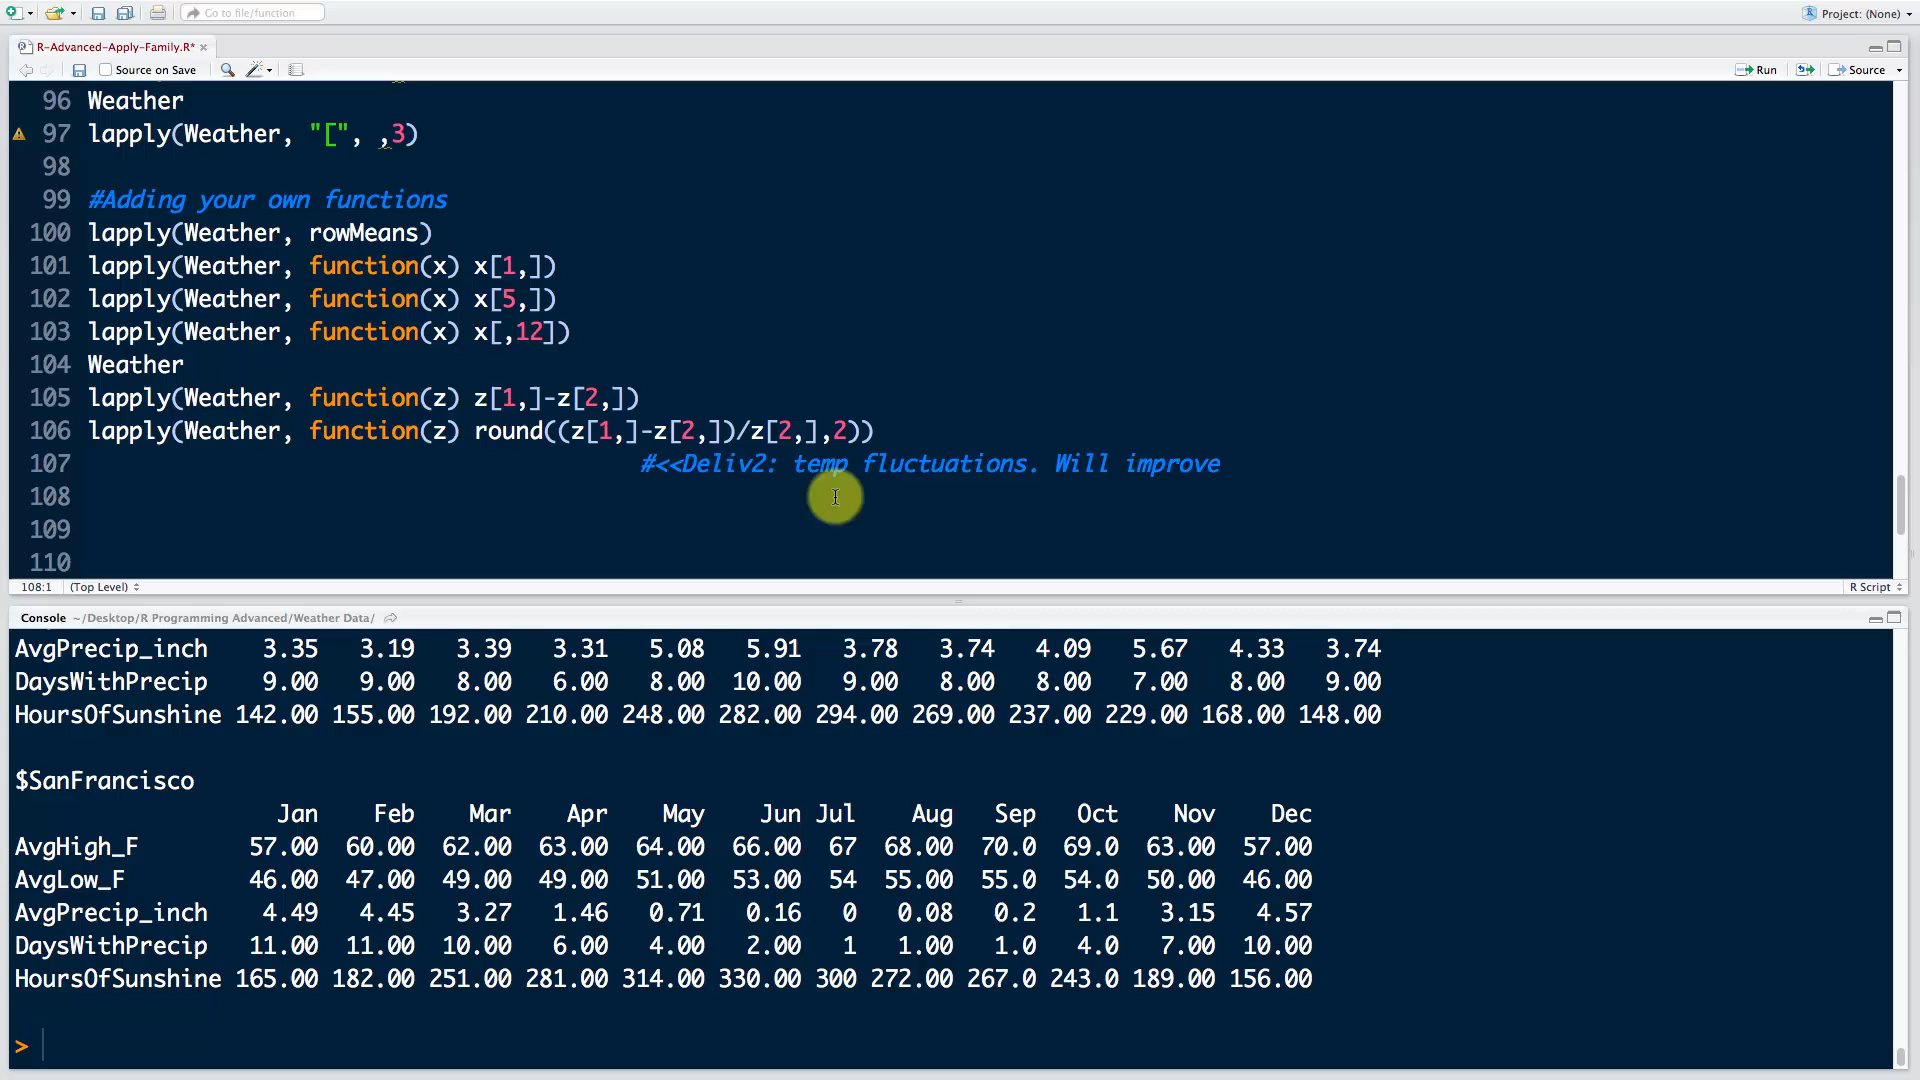 Go to file/function
Project: (None)
R-Advanced-Apply-Family.R*
Source on Save
Run
Source
96 Weather
97 lapply(Weather, "[", ,3)
98
99 #Adding your own functions
100 lapply(Weather, rowMeans)
101 lapply(Weather, function(x) x[1,])
102 lapply(Weather, function(x) x[5,])
103 lapply(Weather, function(x) x[,12])
104 Weather
105 lapply(Weather, function(z) z[1,]-z[2,])
106 lapply(Weather, function(z) round((z[1,]-z[2,])/z[2,],2))
107 #<<Deliv2: temp fluctuations. Will improve
108
109
110
108:1 (Top Level) R Script
Console ~/Desktop/R Programming Advanced/Weather Data/
AvgPrecip_inch 3.35 3.19 3.39 3.31 5.08 5.91 3.78 3.74 4.09 5.67 4.33 3.74
DaysWithPrecip 9.00 9.00 8.00 6.00 8.00 10.00 9.00 8.00 8.00 7.00 8.00 9.00
HoursOfSunshine 142.00 155.00 192.00 210.00 248.00 282.00 294.00 269.00 237.00 229.00 168.00 148.00
$SanFrancisco
Jan Feb Mar Apr May Jun Jul Aug Sep Oct Nov Dec
AvgHigh_F 57.00 60.00 62.00 63.00 64.00 66.00 67 68.00 70.0 69.0 63.00 57.00
AvgLow_F 46.00 47.00 49.00 49.00 51.00 53.00 54 55.00 55.0 54.0 50.00 46.00
AvgPrecip_inch 4.49 4.45 3.27 1.46 0.71 0.16 0 0.08 0.2 1.1 3.15 4.57
DaysWithPrecip 11.00 11.00 10.00 6.00 4.00 2.00 1 1.00 1.0 4.0 7.00 10.00
HoursOfSunshine 165.00 182.00 251.00 281.00 314.00 330.00 300 272.00 267.0 243.0 189.00 156.00
>